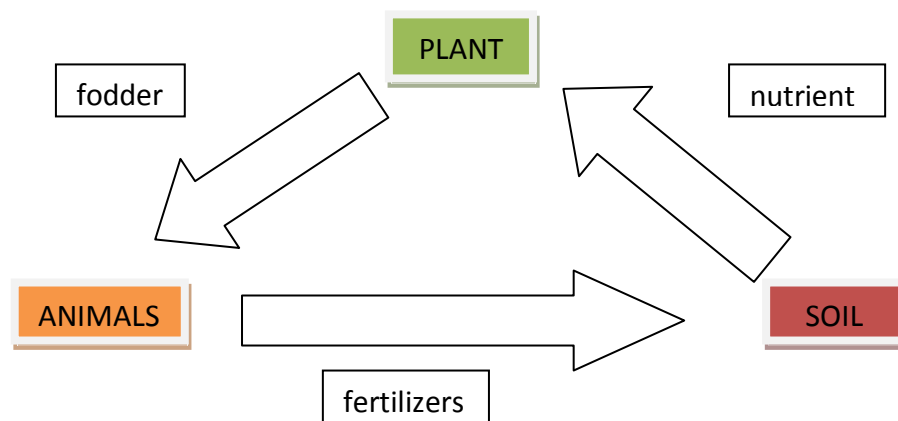 PLANT
fodder
nutrient
ANIMALS
SOIL
fertilizers